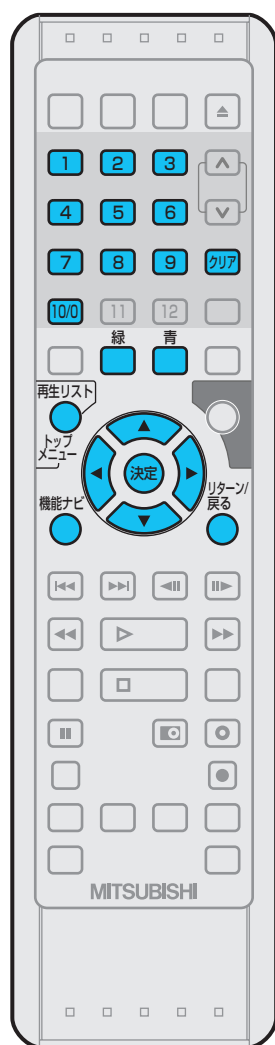 1 2 3
4 5 6
7 8 9 クリア
10/0 11 12
緑 青
再生リスト
トップ
メニュー
決定
機能ナビ
リターン/
戻る
MITSUBISHI